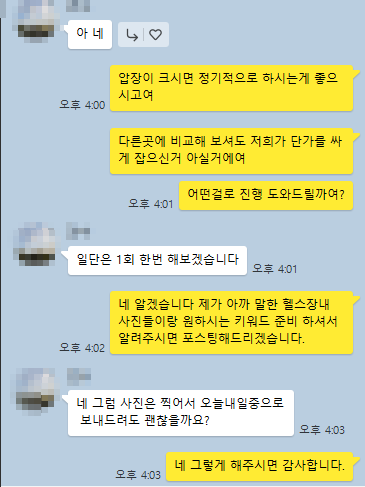 아 네
압장이 크시면 정기적으로 하시는게 좋으
시고여
오후 4:00
다른곳에 비교해 보셔도 저희가 단가를 싸
게 잡으신거 아실거에여
어떤걸로 진행 도와드릴까여?
오후 4:01
일단은 1회 한번 해보겠습니다
오후 4:01
네 알겠습니다 제가 아까 말한 헬스장내
사진들이랑 원하시는 키워드 준비 하셔서
알려주시면 포스팅해드리겠습니다.
오후 4:02
네 그럼 사진은 찍어서 오늘내일중으로
보내드려도 괜찮을까요?
오후 4:03
네 그렇게 해주시면 감사합니다.
오후 4:03